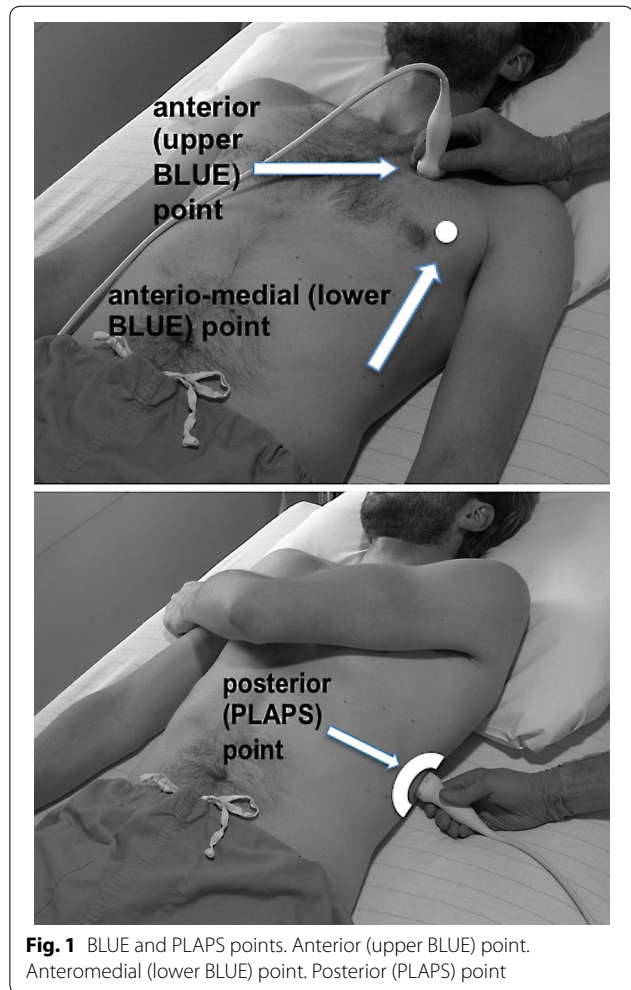 anterior
(upper
BLUE)
point
anterio-medial (lower
BLUE) point
posterior
(PLAPS)
point
Fig. 1 BLUE and PLAPS points. Anterior (upper BLUE) point.
Anteromedial (lower BLUE) point. Posterior (PLAPS) point